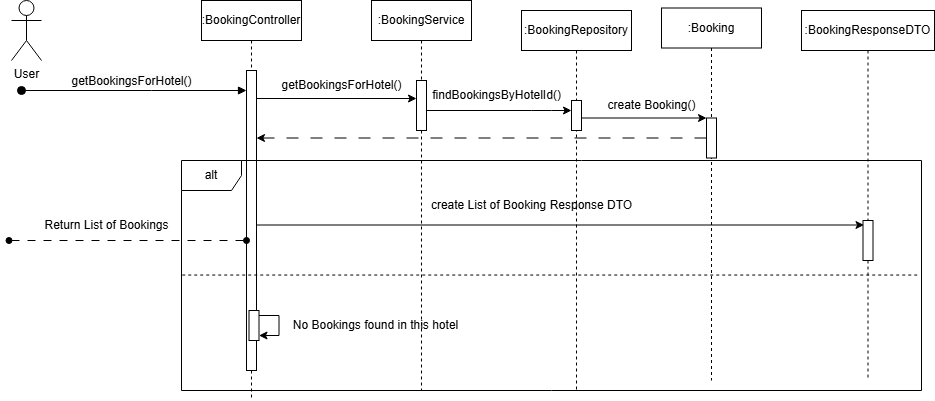 :BookingController
:BookingService
:BookingRepository
:Booking
:BookingResponseDTO
User
getBookingsForHotel()
getBookingsForHotel()
findBookingsByHotelId()
create Booking()
alt
create List of Booking Response DTO
Return List of Bookings
No Bookings found in this hotel